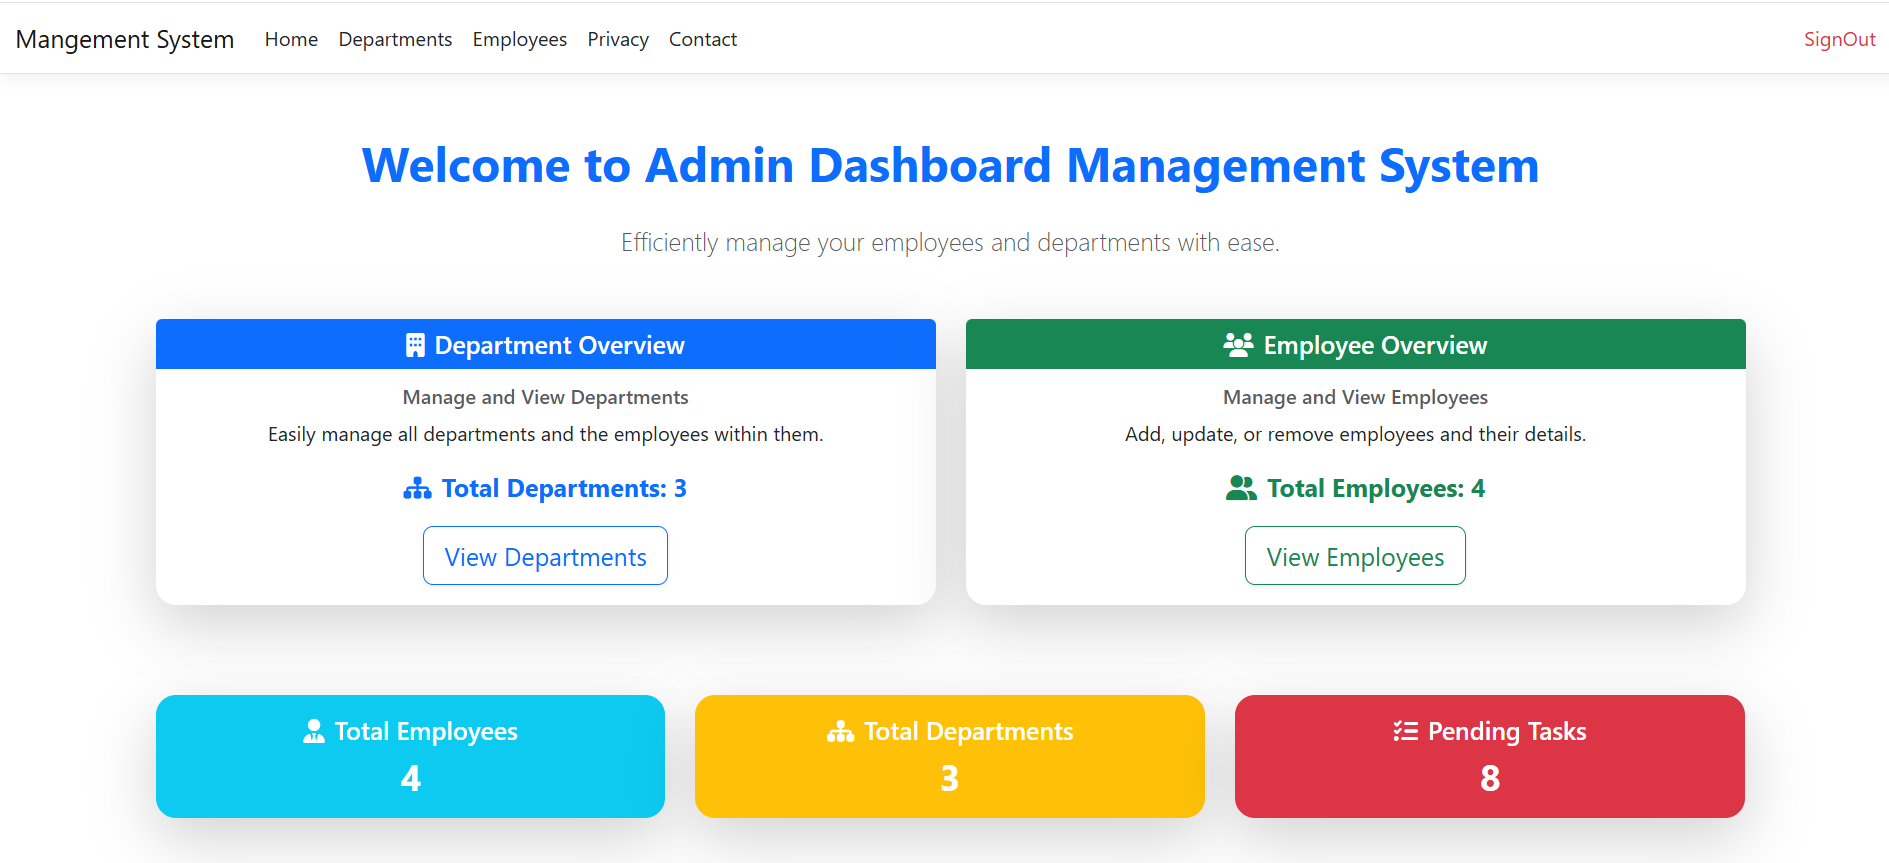 Mangement System Home Departments Employees Privacy Contact SignOut
Welcome to Admin Dashboard Management System
Efficiently manage your employees and departments with ease.
Department Overview
Manage and View Departments
Easily manage all departments and the employees within them.
Total Departments: 3
View Departments
Employee Overview
Manage and View Employees
Add, update, or remove employees and their details.
Total Employees: 4
View Employees
Total Employees
4
Total Departments
3
Pending Tasks
8